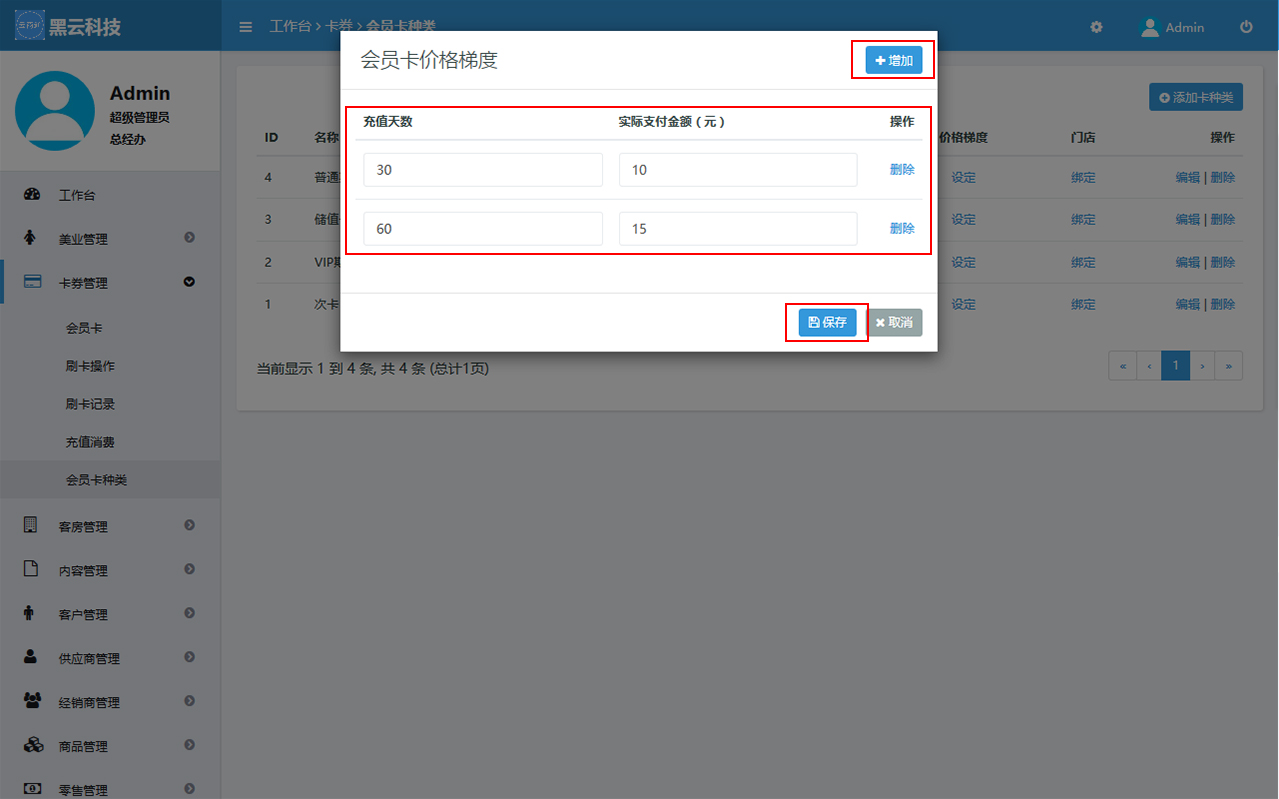 黑云科技
工作台 › 卡券 › 会员卡种类
Admin
Admin
超级管理员
总经办
工作台
美业管理
卡券管理
会员卡
刷卡操作
刷卡记录
充值消费
会员卡种类
客房管理
内容管理
客户管理
供应商管理
经销商管理
商品管理
零售管理
会员卡价格梯度
增加
充值天数 实际支付金额 ( 元 ) 操作
30 10 删除
60 15 删除
保存 取消
添加卡种类
ID 名称 价格梯度 门店 操作
4 普通 设定 绑定 编辑 | 删除
3 储值 设定 绑定 编辑 | 删除
2 VIP 设定 绑定 编辑 | 删除
1 次卡 设定 绑定 编辑 | 删除
当前显示 1 到 4 条, 共 4 条 (总计1页)
« ‹ 1 › »